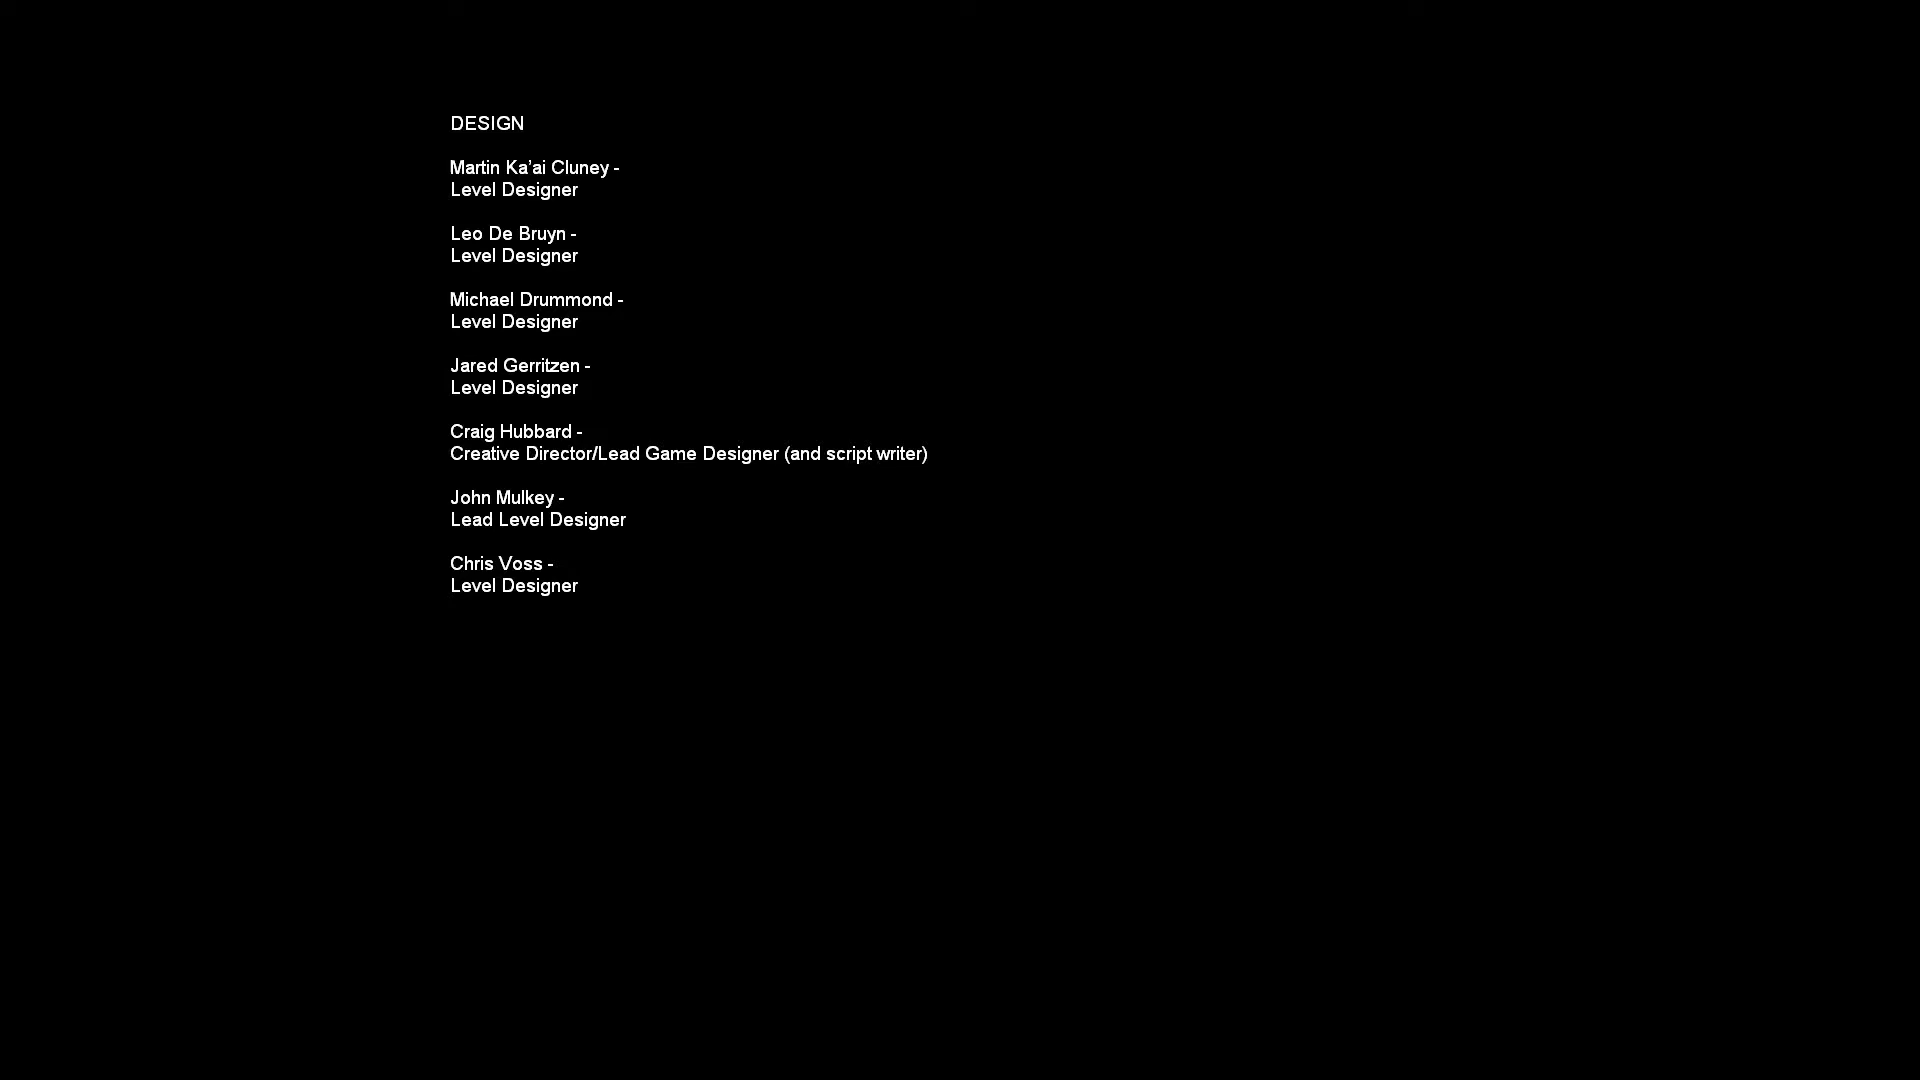 DESIGN
Martin Ka’ai Cluney -
Level Designer
Leo De Bruyn -
Level Designer
Michael Drummond -
Level Designer
Jared Gerritzen -
Level Designer
Craig Hubbard -
Creative Director/Lead Game Designer (and script writer)
John Mulkey -
Lead Level Designer
Chris Voss -
Level Designer